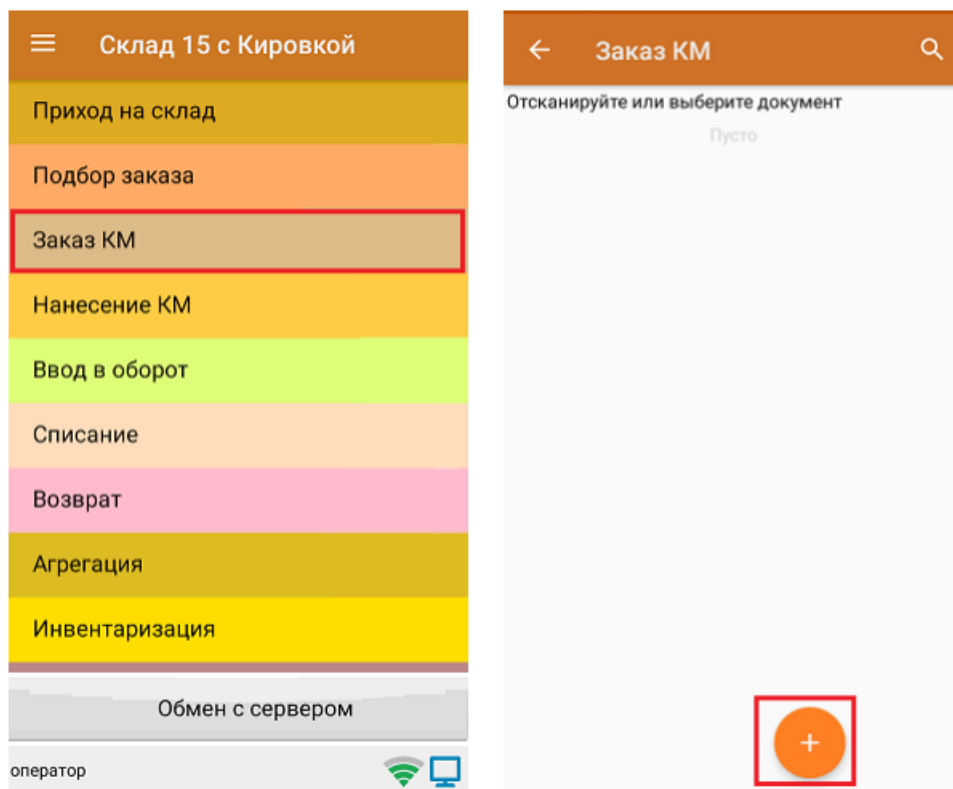 Склад 15 с Кировкой
Приход на склад
Подбор заказа
Заказ КМ
Нанесение КМ
Ввод в оборот
Списание
Возврат
Агрегация
Инвентаризация
Обмен с сервером
оператор
Заказ КМ
Отсканируйте или выберите документ
Пусто
+